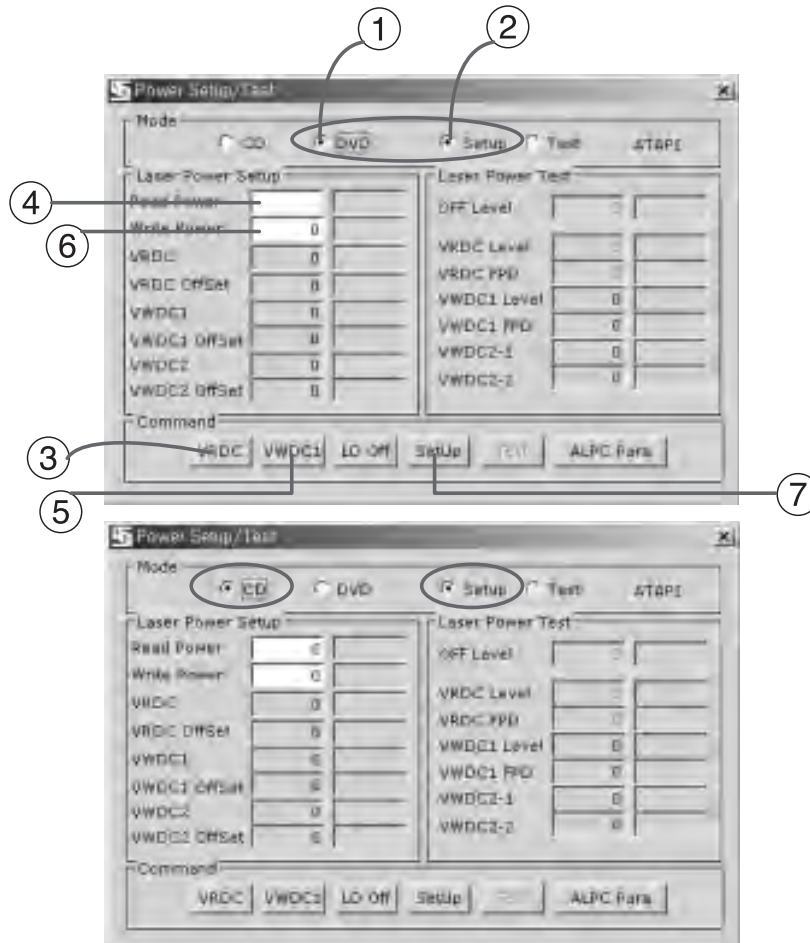 1 2
Power Setup/Test
Mode
CD DVD Setup Test ATAPI
Laser Power Setup Laser Power Test
4 Read Power OFF Level
6 Write Power 0
VRDC 0 VRDC Level
VRDC OffSet 0 VRDC FPD
VWDC1 0 VWDC1 Level 0
VWDC1 OffSet 0 VWDC1 FPD 0
VWDC2 0 VWDC2-1 0
VWDC2 OffSet 0 VWDC2-2 0
Command
3 VRDC VWDC1 LD Off SetUp Test ALPC Para
5 7
Power Setup/Test
Mode
CD DVD Setup Test ATAPI
Laser Power Setup Laser Power Test
Read Power 0 OFF Level
Write Power 0
VRDC 0 VRDC Level
VRDC OffSet 0 VRDC FPD
VWDC1 0 VWDC1 Level 0
VWDC1 OffSet 0 VWDC1 FPD 0
VWDC2 0 VWDC2-1 0
VWDC2 OffSet 0 VWDC2-2 0
Command
VRDC VWDC1 LD Off SetUp ALPC Para